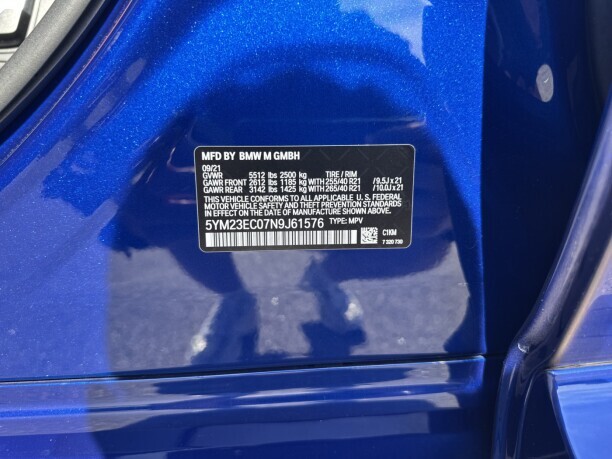 MFD BY BMW M GMBH
09/21
GVWR 5512 lbs 2500 kg TIRE / RIM
GAWR FRONT 2612 lbs 1185 kg WITH 255/40 R21 / 9.5J x 21
GAWR REAR 3142 lbs 1425 kg WITH 265/40 R21 / 10.0J x 21
THIS VEHICLE CONFORMS TO ALL APPLICABLE U.S. FEDERAL
MOTOR VEHICLE SAFETY STANDARDS IN EFFECT
ON THE DATE OF MANUFACTURE SHOWN ABOVE.
5YM23EC07N9J61576 TYPE: MPV
C1KM
7 320 730